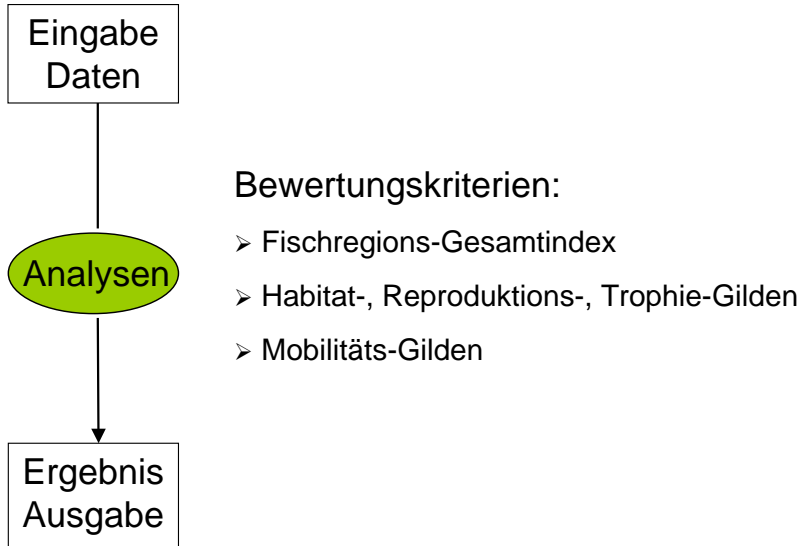 Eingabe
Daten
Bewertungskriterien:
➢ Fischregions-Gesamtindex
Analysen
➢ Habitat-, Reproduktions-, Trophie-Gilden
➢ Mobilitäts-Gilden
Ergebnis
Ausgabe